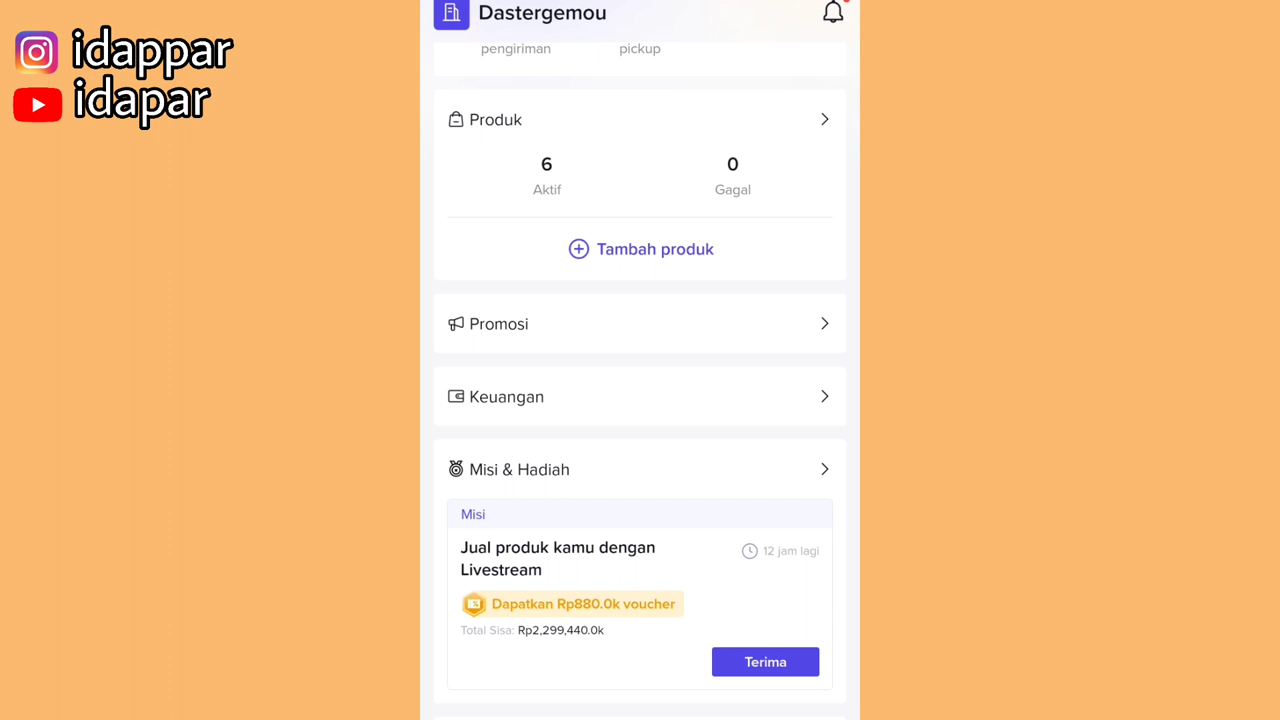 idappar
idapar
Dastergemou
pengiriman pickup
Produk
6 0
Aktif Gagal
Tambah produk
Promosi
Keuangan
Misi & Hadiah
Misi
Jual produk kamu dengan
Livestream
12 jam lagi
Dapatkan Rp880.0k voucher
Total Sisa: Rp2,299,440.0k
Terima